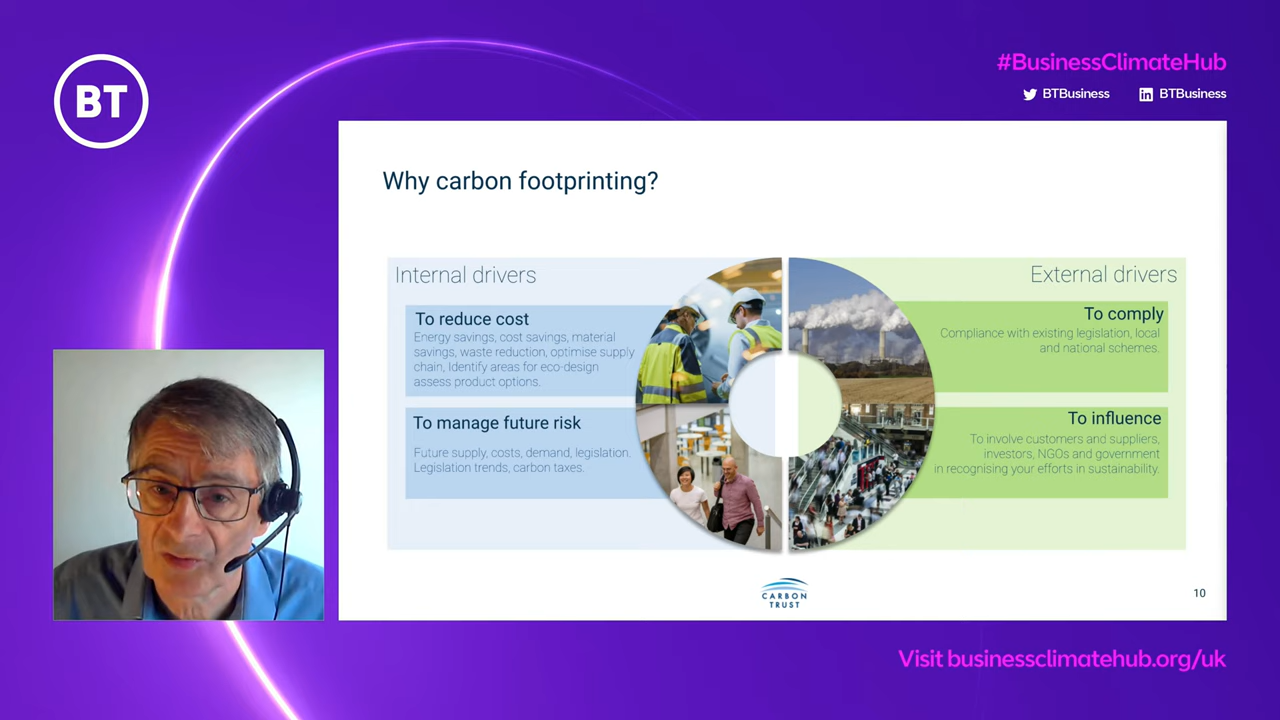 BT
#BusinessClimateHub
BTBusiness
BTBusiness
Why carbon footprinting?
Internal drivers
To reduce cost
Energy savings, cost savings, material
savings, waste reduction, optimise supply
chain, Identify areas for eco-design
assess product options.
To manage future risk
Future supply, costs, demand, legislation.
Legislation trends, carbon taxes.
External drivers
To comply
Compliance with existing legislation, local
and national schemes.
To influence
To involve customers and suppliers,
investors, NGOs and government
in recognising your efforts in sustainability.
CARBON
TRUST
10
Visit businessclimatehub.org/uk